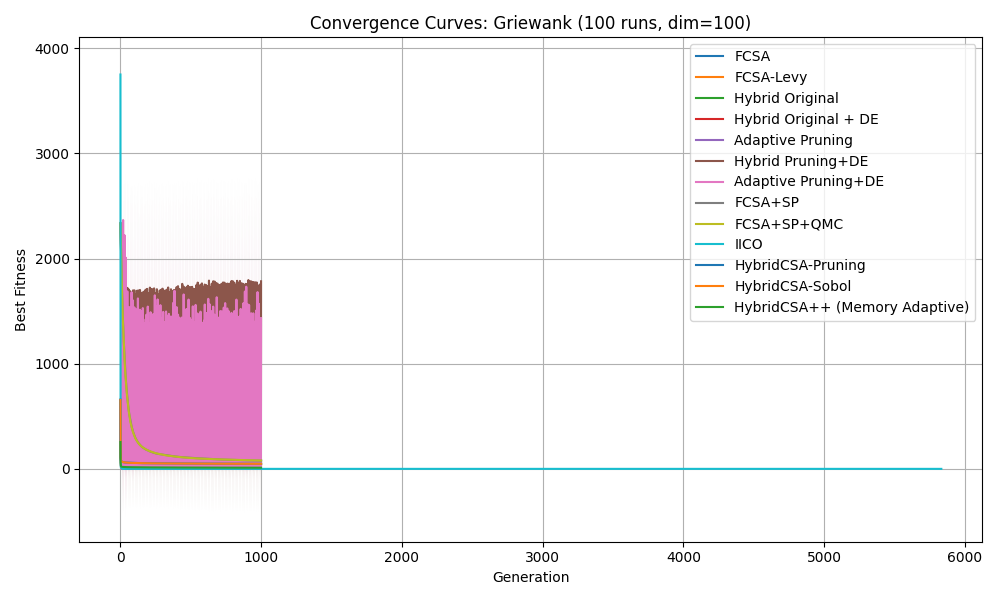 Convergence Curves: Griewank (100 runs, dim=100)
4000
3000
2000
1000
0
Best Fitness
0
1000
2000
3000
4000
5000
6000
Generation
FCSA
FCSA-Levy
Hybrid Original
Hybrid Original + DE
Adaptive Pruning
Hybrid Pruning+DE
Adaptive Pruning+DE
FCSA+SP
FCSA+SP+QMC
IICO
HybridCSA-Pruning
HybridCSA-Sobol
HybridCSA++ (Memory Adaptive)